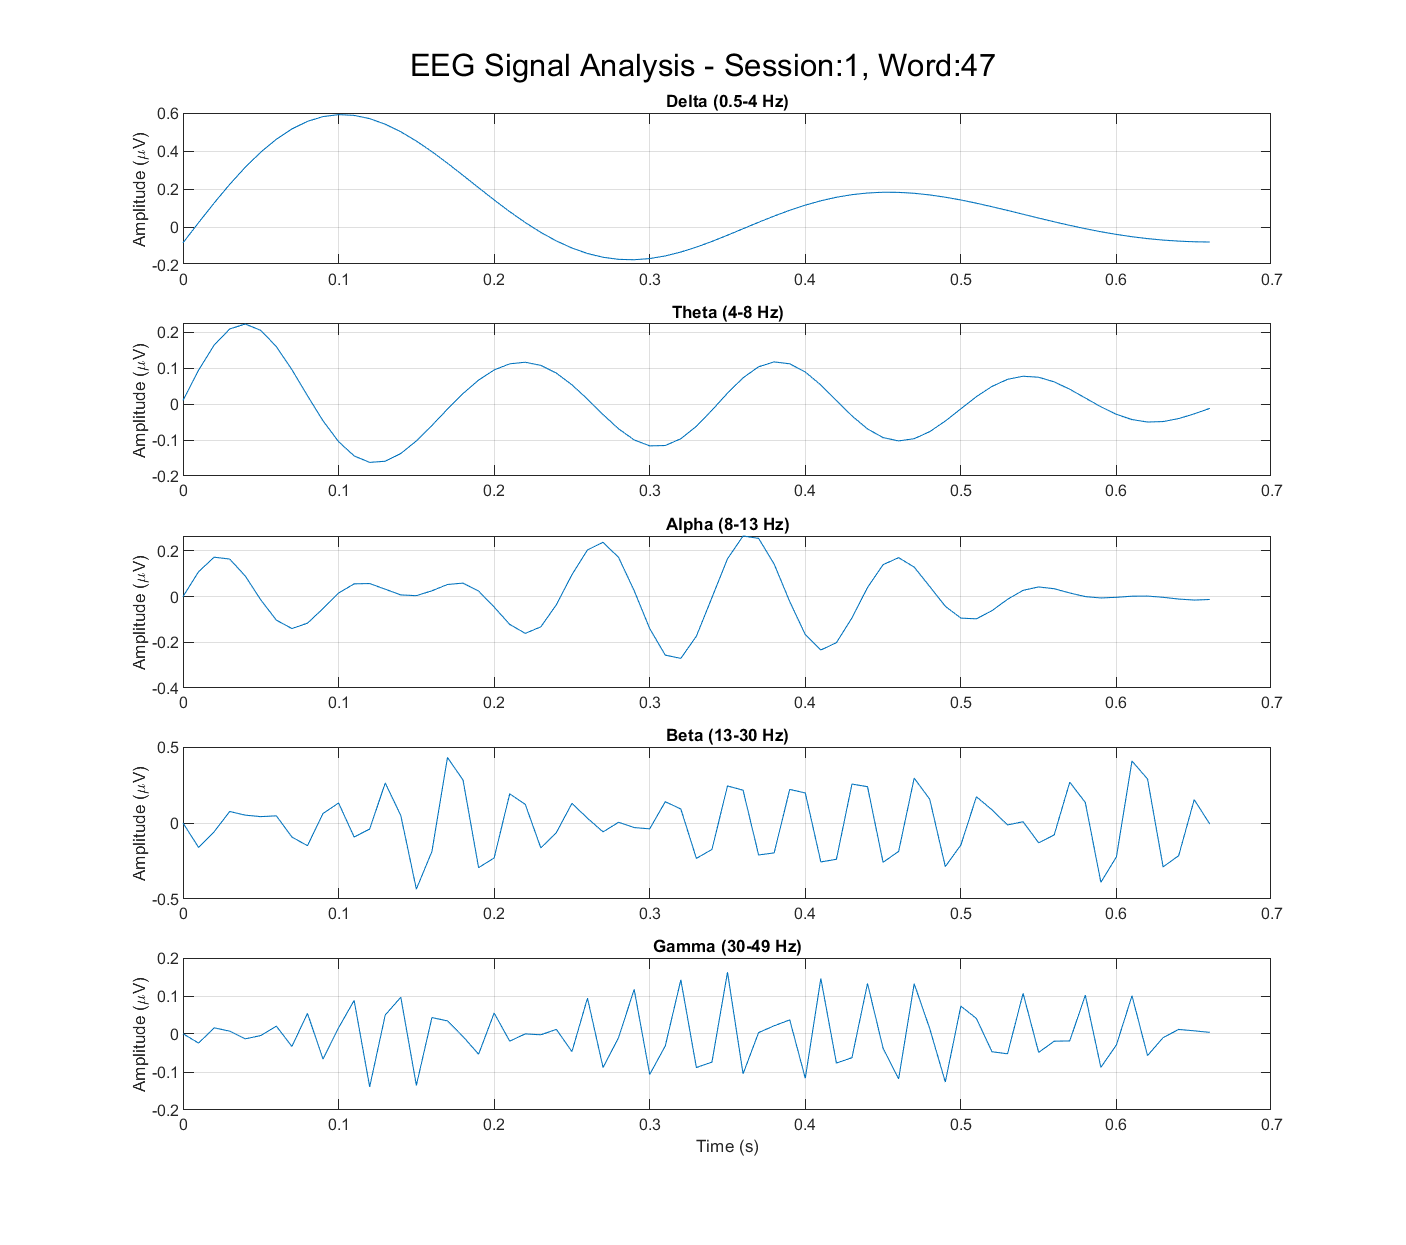 EEG Signal Analysis - Session:1, Word:47
Delta (0.5-4 Hz)
Amplitude (μV)
0.6
0.4
0.2
0
-0.2
0 0.1 0.2 0.3 0.4 0.5 0.6 0.7
Theta (4-8 Hz)
Amplitude (μV)
0.2
0.1
0
-0.1
-0.2
0 0.1 0.2 0.3 0.4 0.5 0.6 0.7
Alpha (8-13 Hz)
Amplitude (μV)
0.2
0
-0.2
-0.4
0 0.1 0.2 0.3 0.4 0.5 0.6 0.7
Beta (13-30 Hz)
Amplitude (μV)
0.5
0
-0.5
0 0.1 0.2 0.3 0.4 0.5 0.6 0.7
Gamma (30-49 Hz)
Amplitude (μV)
0.2
0.1
0
-0.1
-0.2
0 0.1 0.2 0.3 0.4 0.5 0.6 0.7
Time (s)